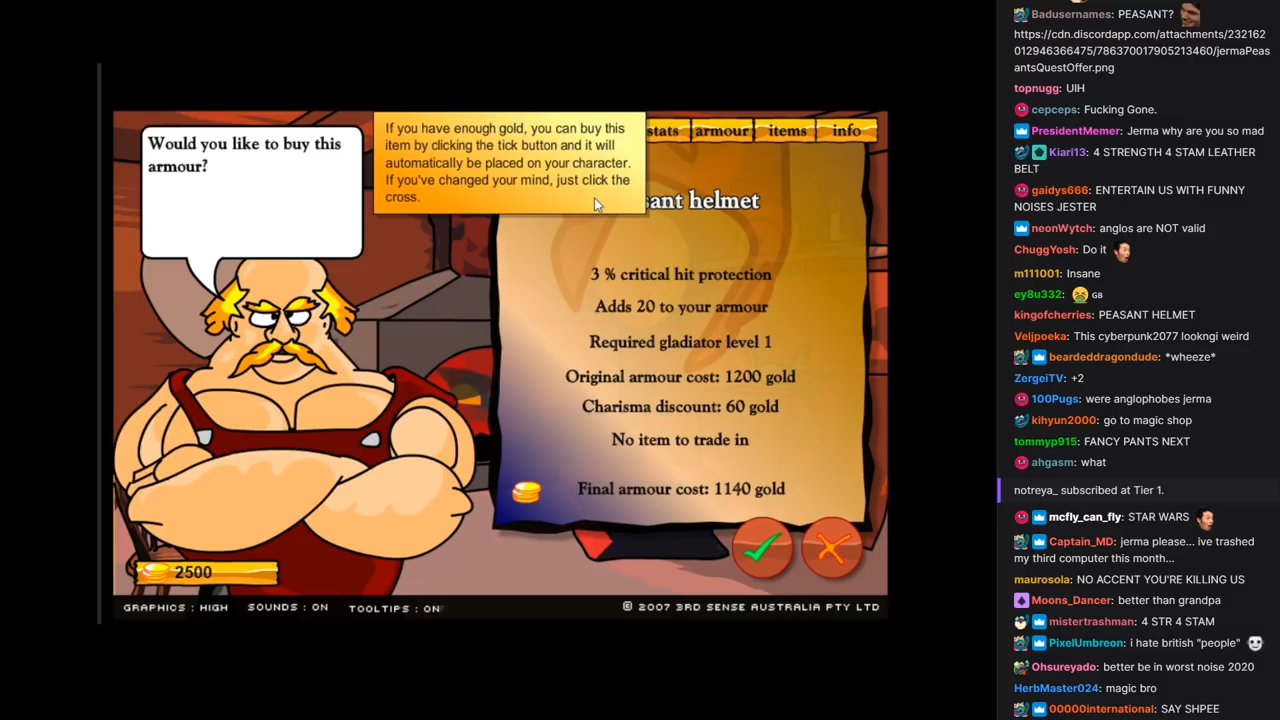 Would you like to buy this
armour?
If you have enough gold, you can buy this
item by clicking the tick button and it will
automatically be placed on your character.
If you've changed your mind, just click the
cross.
stats
armour
items
info
sant helmet
3 % critical hit protection
Adds 20 to your armour
Required gladiator level 1
Original armour cost: 1200 gold
Charisma discount: 60 gold
No item to trade in
Final armour cost: 1140 gold
2500
GRAPHICS : HIGH
SOUNDS : ON
TOOLTIPS : ON
© 2007 3RD SENSE AUSTRALIA PTY LTD
Badusernames: PEASANT?
https://cdn.discordapp.com/attachments/232162
012946366475/786370017905213460/jermaPeas
antsQuestOffer.png
topnugg: UIH
cepceps: Fucking Gone.
PresidentMemer: Jerma why are you so mad
Kiari13: 4 STRENGTH 4 STAM LEATHER
BELT
gaidys666: ENTERTAIN US WITH FUNNY
NOISES JESTER
neonWytch: anglos are NOT valid
ChuggYosh: Do it
m111001: Insane
ey8u332: GB
kingofcherries: PEASANT HELMET
Veljpoeka: This cyberpunk2077 lookngi weird
beardeddragondude: *wheeze*
ZergeiTV: +2
100Pugs: were anglophobes jerma
kihyun2000: go to magic shop
tommyp915: FANCY PANTS NEXT
ahgasm: what
notreya_ subscribed at Tier 1.
mcfly_can_fly: STAR WARS
Captain_MD: jerma please... ive trashed
my third computer this month...
maurosola: NO ACCENT YOU'RE KILLING US
Moons_Dancer: better than grandpa
mistertrashman: 4 STR 4 STAM
PixelUmbreon: i hate british "people"
Ohsureyado: better be in worst noise 2020
HerbMaster024: magic bro
00000international: SAY SHPEE